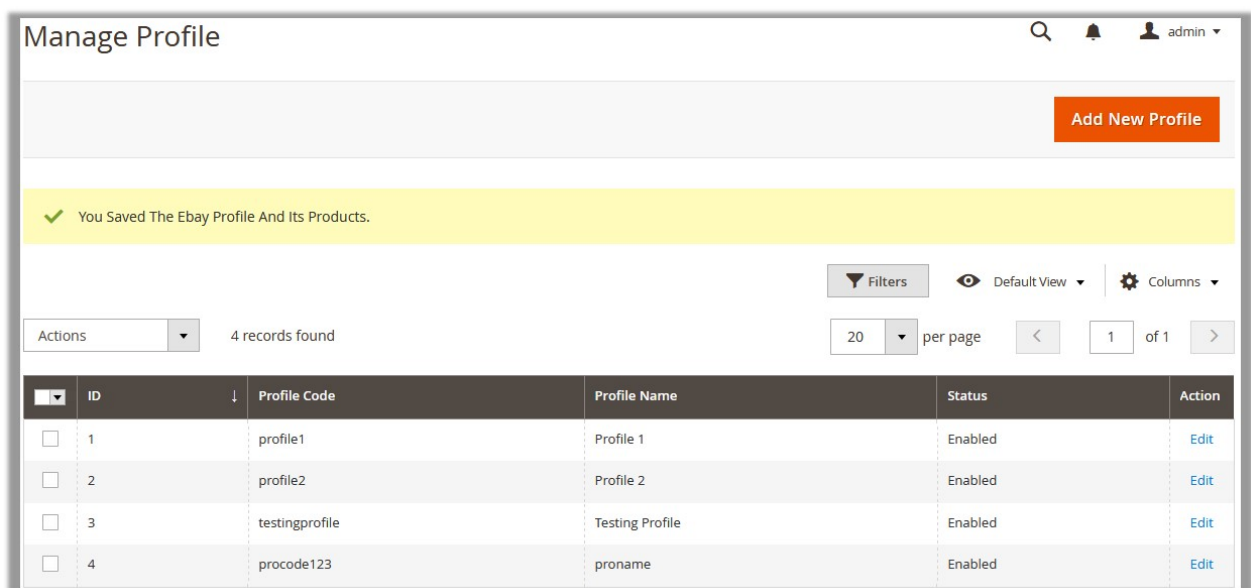 Manage Profile
admin
Add New Profile
You Saved The Ebay Profile And Its Products.
Filters Default View Columns
Actions 4 records found 20 per page 1 of 1
ID ↓ Profile Code Profile Name Status Action
1 profile1 Profile 1 Enabled Edit
2 profile2 Profile 2 Enabled Edit
3 testingprofile Testing Profile Enabled Edit
4 procode123 proname Enabled Edit